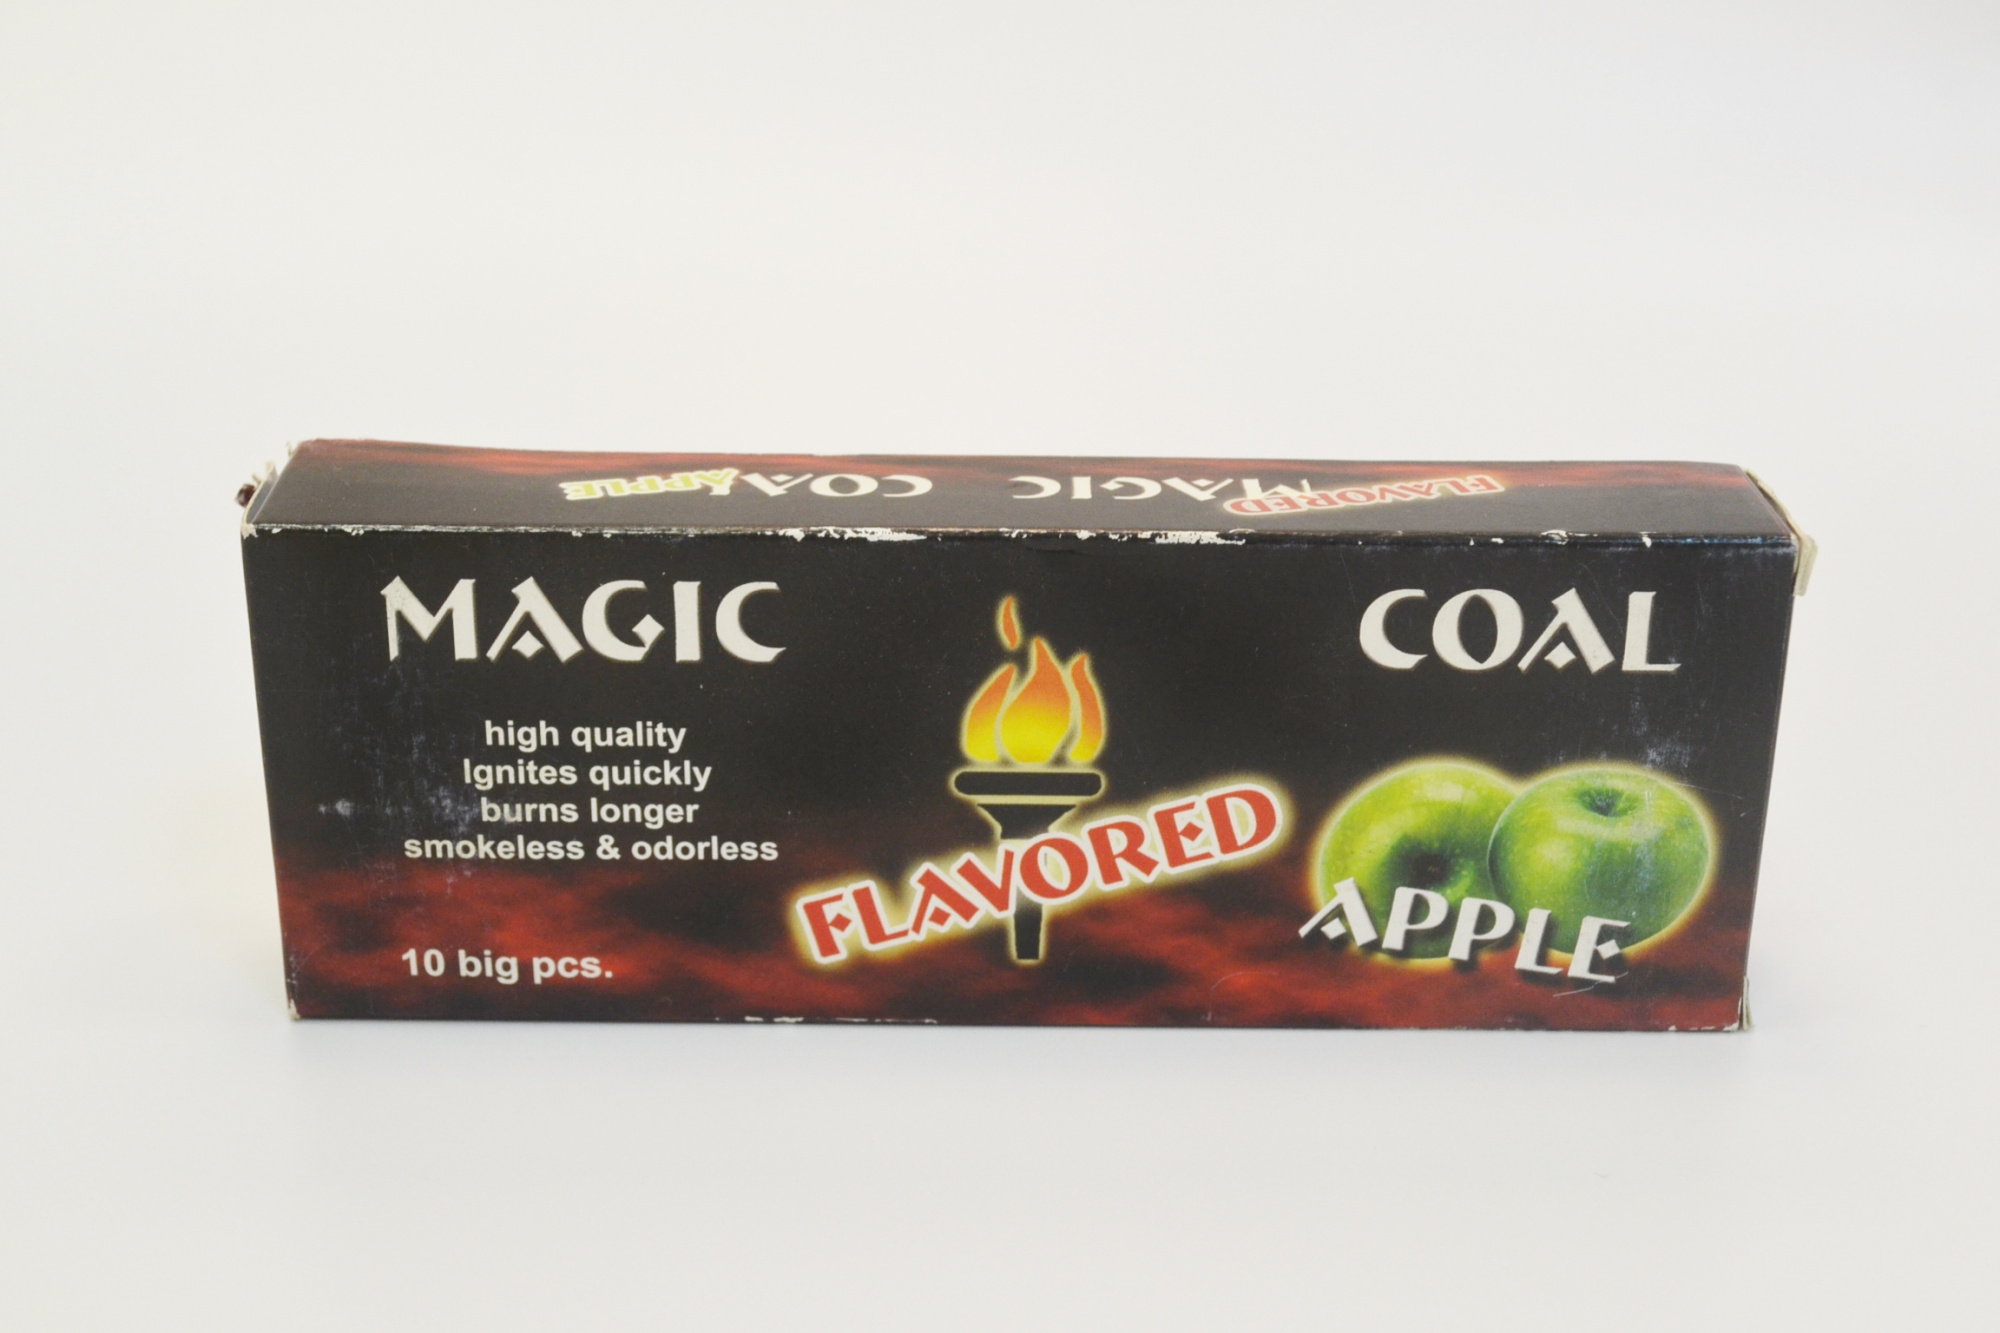 FLAVORED MAGIC COAL APPLE
MAGIC COAL
high quality
Ignites quickly
burns longer
smokeless & odorless
FLAVORED
APPLE
10 big pcs.